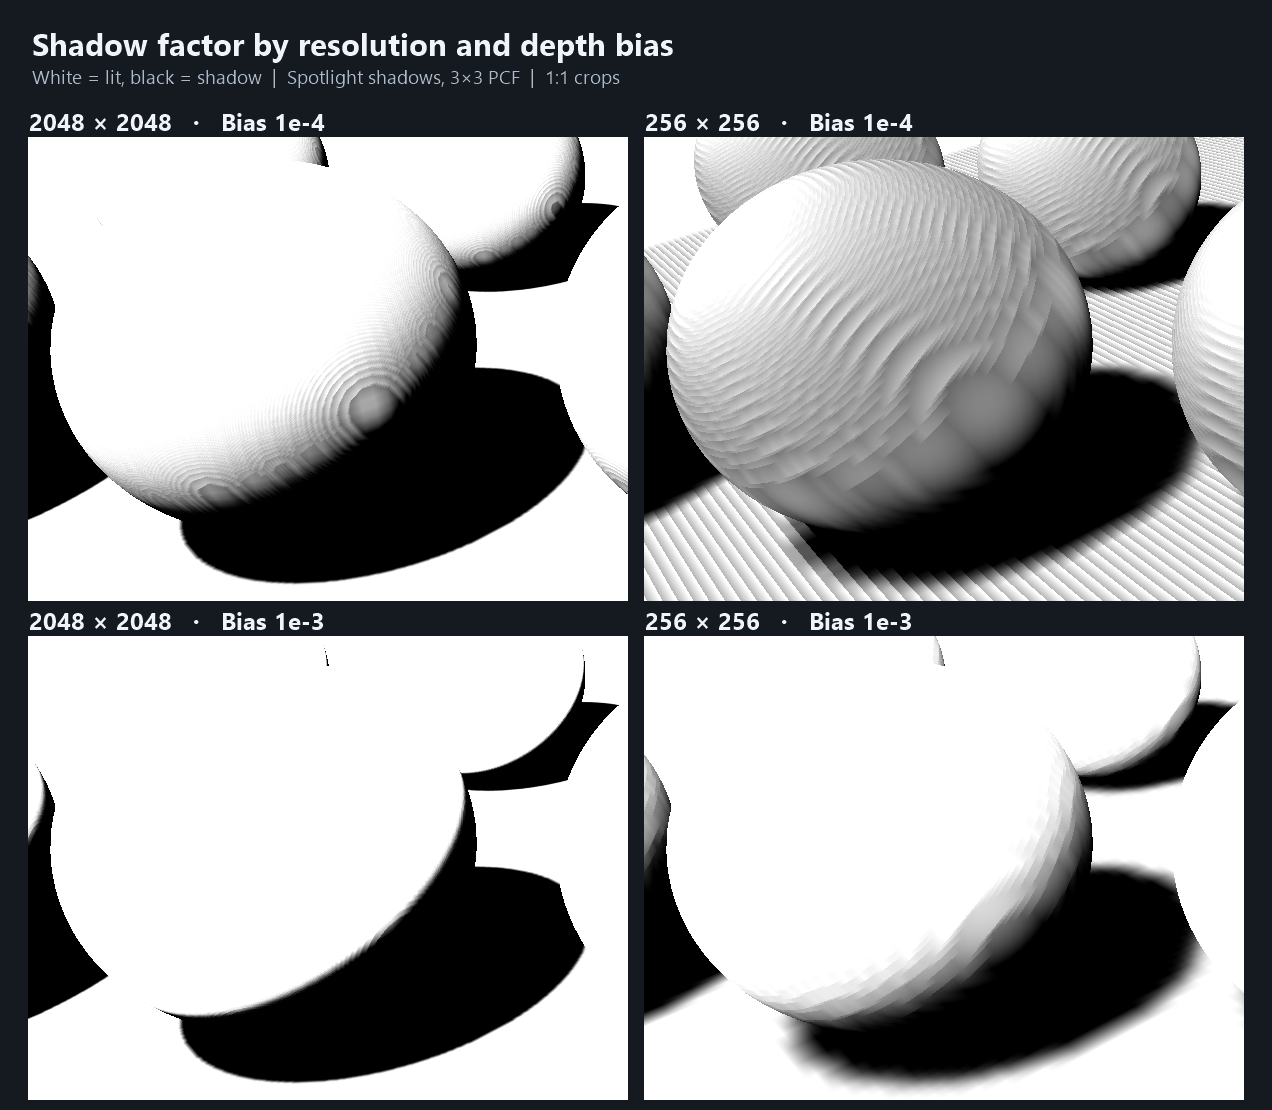 Shadow factor by resolution and depth bias
White = lit, black = shadow | Spotlight shadows, 3×3 PCF | 1:1 crops
2048 × 2048 · Bias 1e-4
256 × 256 · Bias 1e-4
2048 × 2048 · Bias 1e-3
256 × 256 · Bias 1e-3